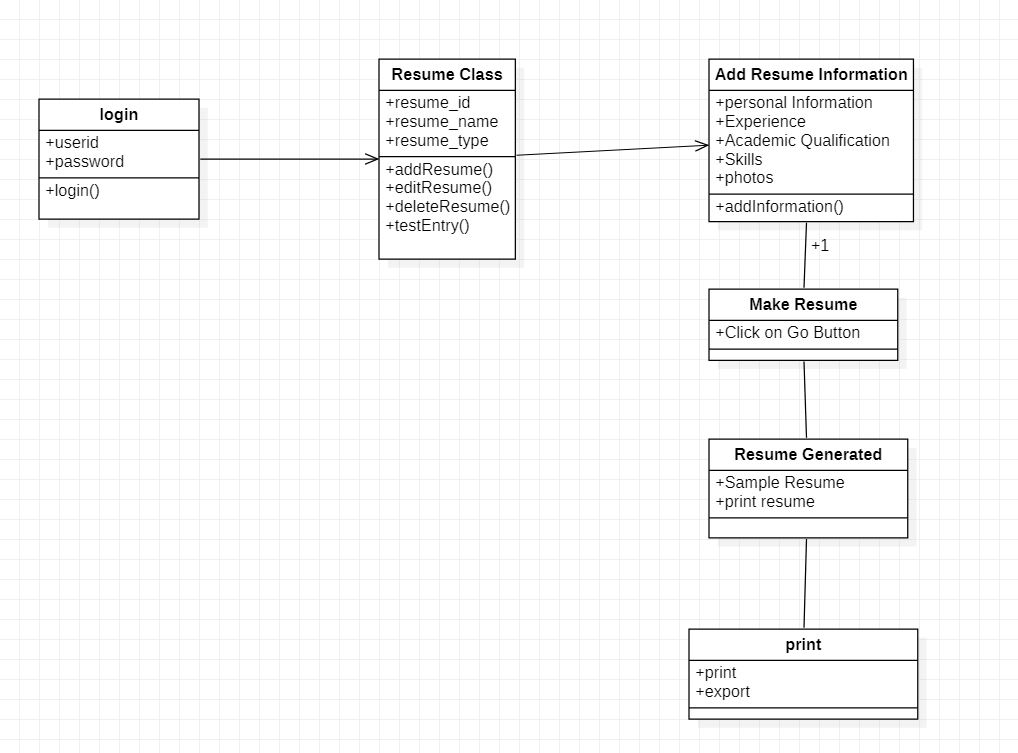 login
+userid
+password
+login()
Resume Class
+resume_id
+resume_name
+resume_type
+addResume()
+editResume()
+deleteResume()
+testEntry()
Add Resume Information
+personal Information
+Experience
+Academic Qualification
+Skills
+photos
+addInformation()
+1
Make Resume
+Click on Go Button
Resume Generated
+Sample Resume
+print resume
print
+print
+export